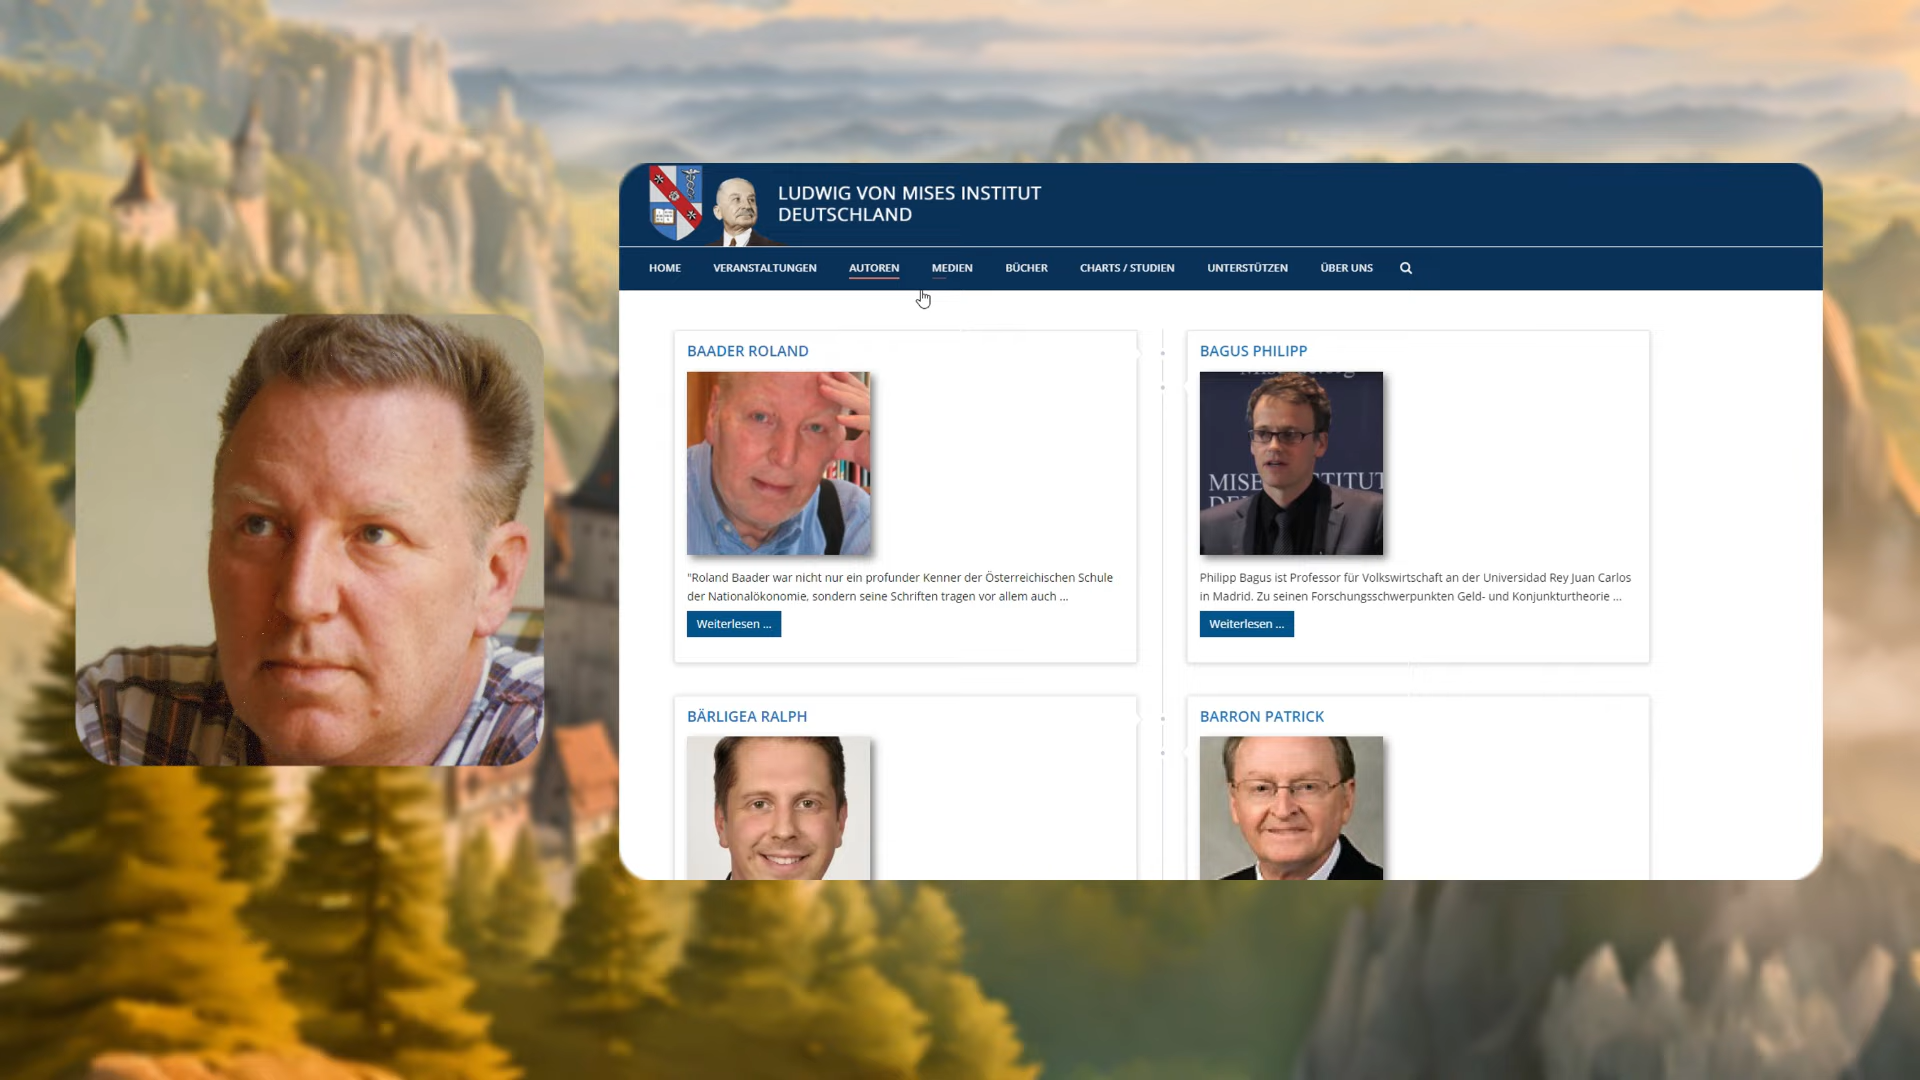 LUDWIG VON MISES INSTITUT
DEUTSCHLAND
HOME VERANSTALTUNGEN AUTOREN MEDIEN BÜCHER CHARTS / STUDIEN UNTERSTÜTZEN ÜBER UNS
BAADER ROLAND
"Roland Baader war nicht nur ein profunder Kenner der Österreichischen Schule
der Nationalökonomie, sondern seine Schriften tragen vor allem auch ...
Weiterlesen ...
BAGUS PHILIPP
MISE TITUT
Philipp Bagus ist Professor für Volkswirtschaft an der Universidad Rey Juan Carlos
in Madrid. Zu seinen Forschungsschwerpunkten Geld- und Konjunkturtheorie ...
Weiterlesen ...
BÄRLIGEA RALPH
BARRON PATRICK